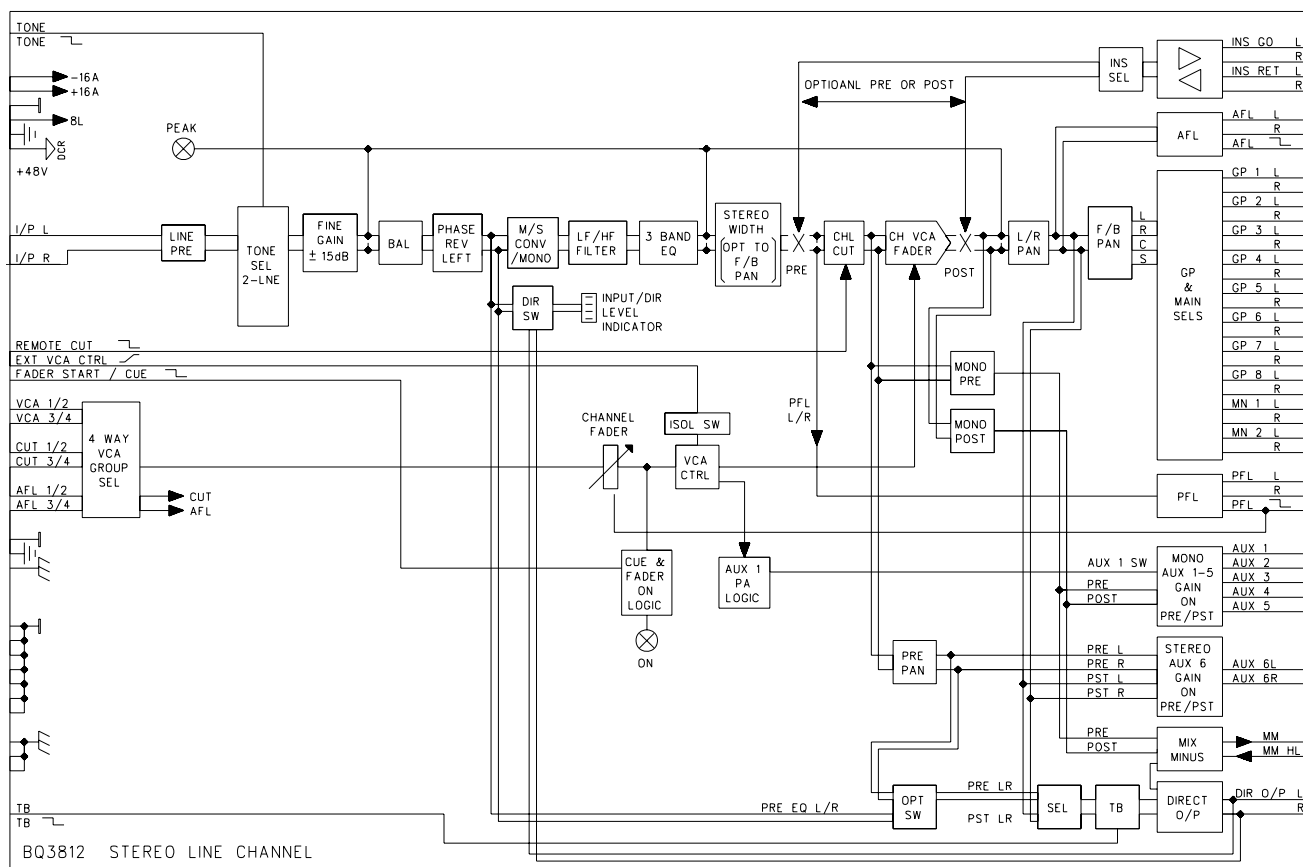 TONE
TONE
-16A
+16A
8L
DCR
+48V
PEAK
OPTIOANL PRE OR POST
INS SEL
INS GO L
R
INS RET L
R
AFL
AFL L
R
AFL
I/P L
I/P R
LINE PRE
TONE SEL 2-LNE
FINE GAIN ± 15dB
BAL
PHASE REV LEFT
M/S CONV /MONO
LF/HF FILTER
3 BAND EQ
STEREO WIDTH (OPT TO F/B PAN)
PRE
CHL CUT
CH VCA FADER
POST
L/R PAN
F/B PAN
L
R
C
S
GP & MAIN SELS
GP 1 L
R
GP 2 L
R
GP 3 L
R
GP 4 L
R
GP 5 L
R
GP 6 L
R
GP 7 L
R
GP 8 L
R
MN 1 L
R
MN 2 L
R
DIR SW
INPUT/DIR LEVEL INDICATOR
REMOTE CUT
EXT VCA CTRL
FADER START / CUE
VCA 1/2
VCA 3/4
CUT 1/2
CUT 3/4
AFL 1/2
AFL 3/4
4 WAY VCA GROUP SEL
CUT
AFL
CHANNEL FADER
ISOL SW
VCA CTRL
PFL L/R
MONO PRE
MONO POST
PFL
PFL L
R
PFL
CUE & FADER ON LOGIC
ON
AUX 1 PA LOGIC
AUX 1 SW
PRE
POST
MONO AUX 1-5 GAIN ON PRE/PST
AUX 1
AUX 2
AUX 3
AUX 4
AUX 5
PRE PAN
PRE L
PRE R
PST L
PST R
STEREO AUX 6 GAIN ON PRE/PST
AUX 6L
AUX 6R
PRE
POST
MIX MINUS
MM
MM HL
TB
TB
PRE EQ L/R
OPT SW
PRE LR
PST LR
SEL
TB
DIRECT O/P
DIR O/P L
R
BQ3812 STEREO LINE CHANNEL